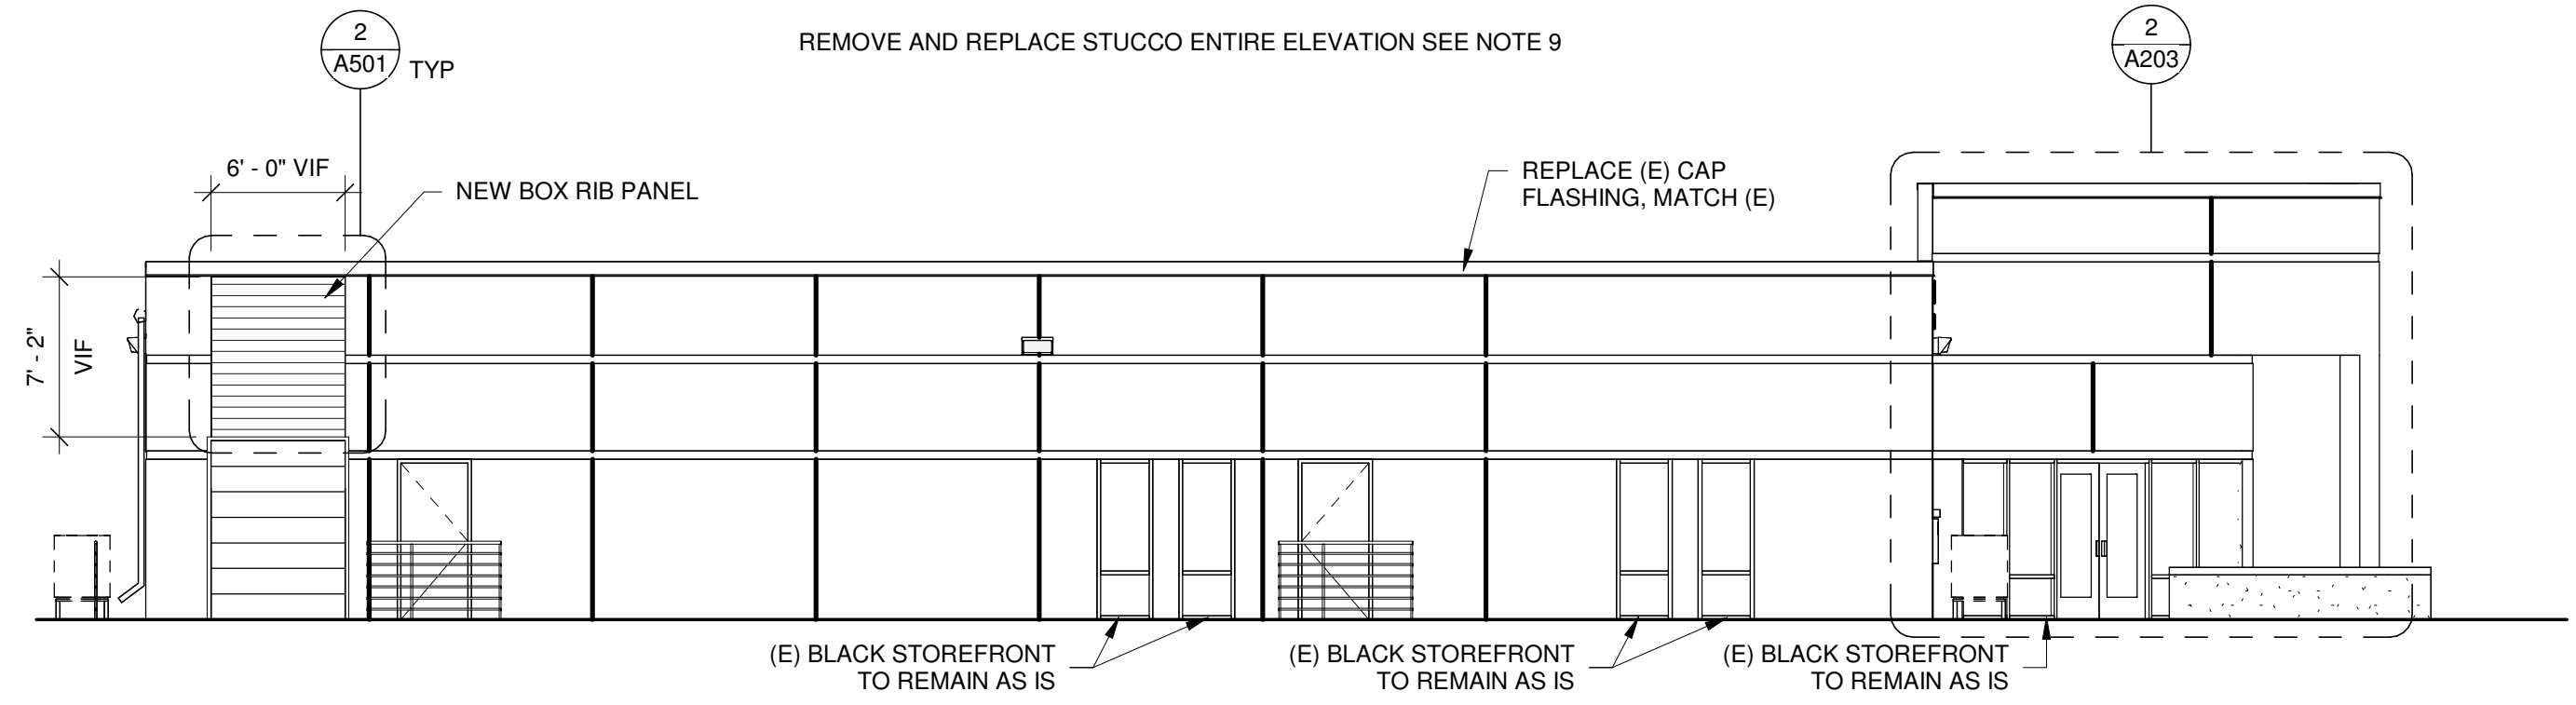 2
A501
TYP
REMOVE AND REPLACE STUCCO ENTIRE ELEVATION SEE NOTE 9
2
A203
6' - 0" VIF
NEW BOX RIB PANEL
REPLACE (E) CAP
FLASHING, MATCH (E)
7' - 2"
VIF
(E) BLACK STOREFRONT
TO REMAIN AS IS
(E) BLACK STOREFRONT
TO REMAIN AS IS
(E) BLACK STOREFRONT
TO REMAIN AS IS